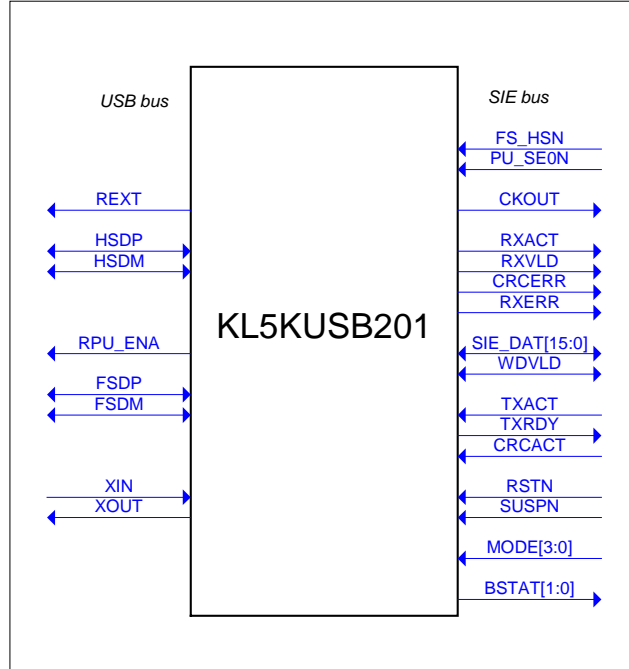 USB bus
SIE bus
FS_HSN
PU_SE0N
REXT
CKOUT
HSDP
RXACT
HSDM
RXVLD
CRCERR
RXERR
KL5KUSB201
RPU_ENA
SIE_DAT[15:0]
WDVLD
FSDP
FSDM
TXACT
TXRDY
CRCACT
XIN
RSTN
XOUT
SUSPN
MODE[3:0]
BSTAT[1:0]